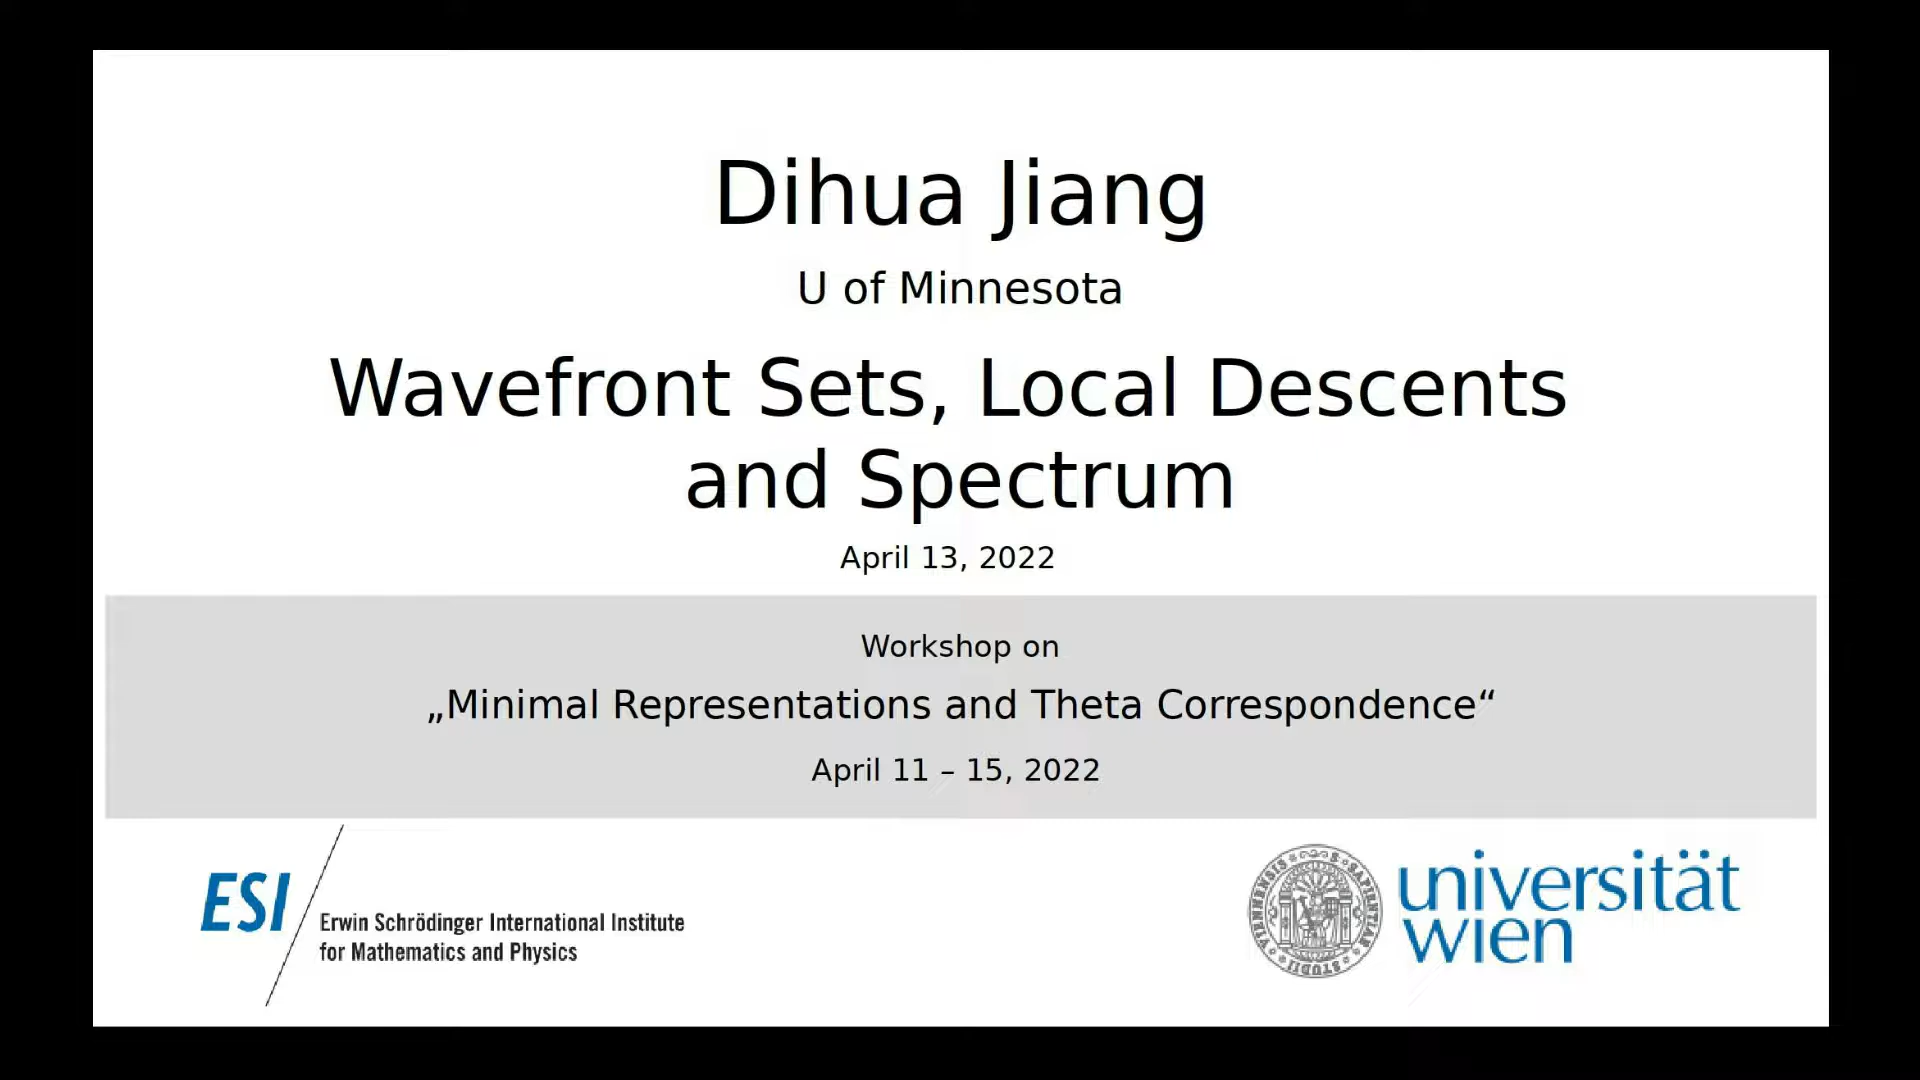 Dihua Jiang
U of Minnesota
Wavefront Sets, Local Descents
and Spectrum
April 13, 2022
Workshop on
„Minimal Representations and Theta Correspondence“
April 11 – 15, 2022
ESI
Erwin Schrödinger International Institute
for Mathematics and Physics
universität
wien